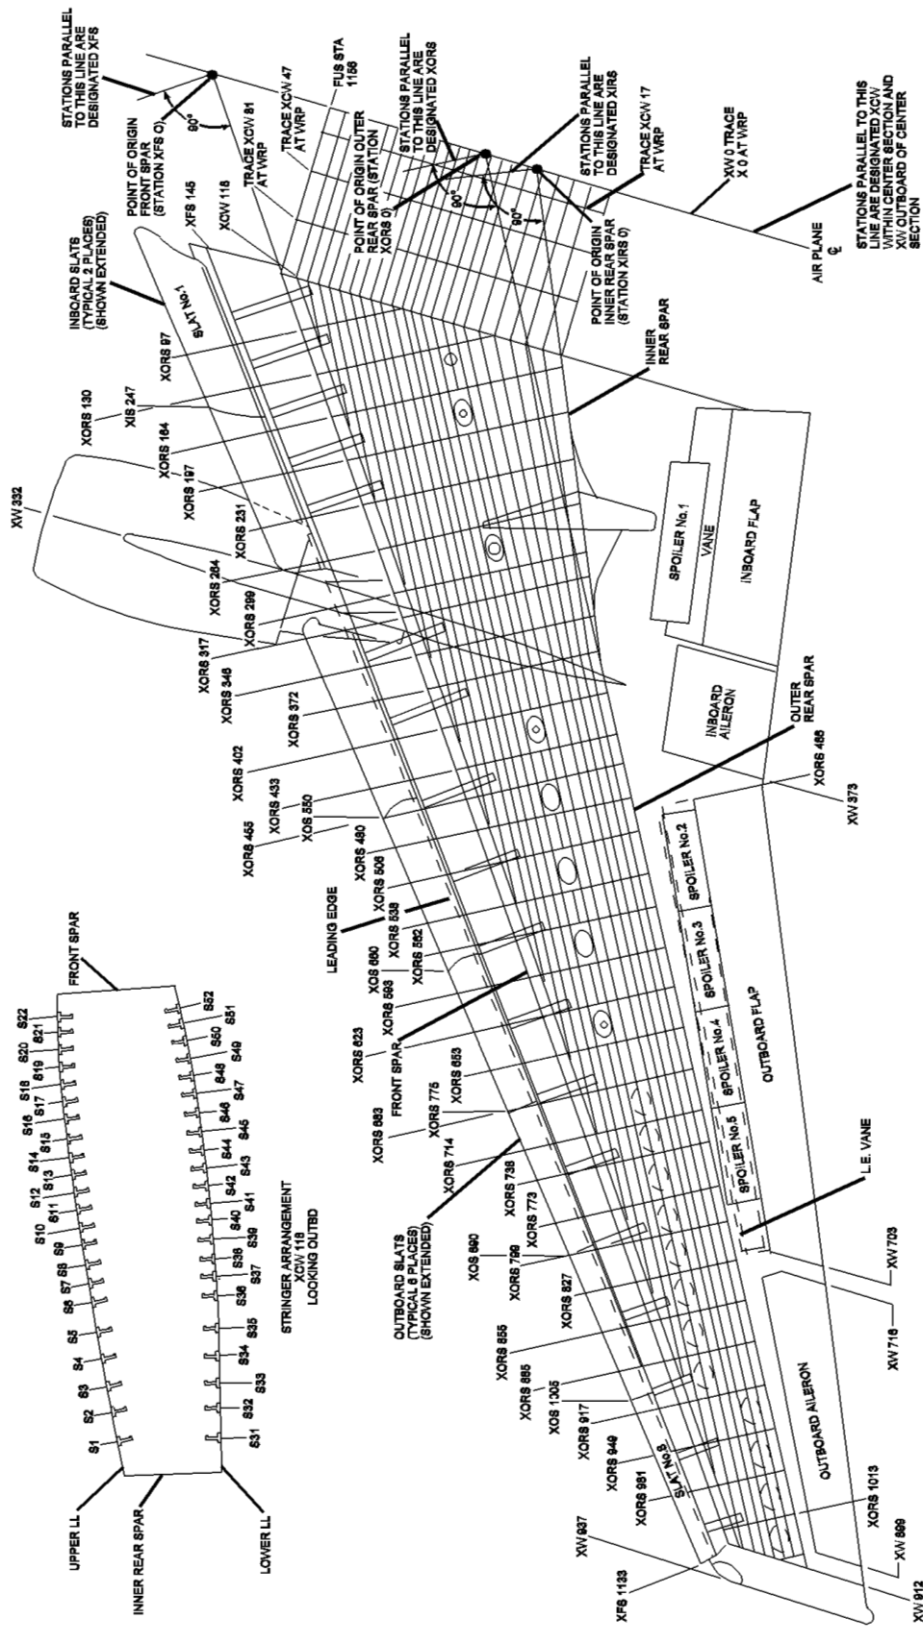 STATIONS PARALLEL
TO THIS LINE ARE
DESIGNATED XFS
90°
POINT OF ORIGIN
FRONT SPAR
(STATION XFS 0)
XFS 145
XCW 118
TRACE XCW 81
AT WRP
TRACE XCW 47
AT WRP
FUS STA
1156
STATIONS PARALLEL
TO THIS LINE ARE
DESIGNATED XORS
POINT OF ORIGIN OUTER
REAR SPAR (STATION
XORS 0)
90°
90°
STATIONS PARALLEL
TO THIS LINE ARE
DESIGNATED XIRS
TRACE XCW 17
AT WRP
POINT OF ORIGIN
INNER REAR SPAR
(STATION XIRS 0)
XW 0 TRACE
X 0 AT WRP
AIR PLANE
℄
STATIONS PARALLEL TO THIS
LINE ARE DESIGNATED XCW
WITHIN CENTER SECTION AND
XW OUTBOARD OF CENTER
SECTION
INBOARD SLATS
(TYPICAL 2 PLACES)
(SHOWN EXTENDED)
SLAT No.1
XORS 97
XIS 247
XORS 130
XORS 164
XORS 197
XW 332
XORS 231
XORS 264
XORS 299
XORS 317
XORS 346
XORS 372
XORS 402
XORS 433
XOS 550
XORS 455
XORS 480
XORS 506
XORS 538
LEADING EDGE
XORS 562
XOS 660
XORS 593
FRONT SPAR
XORS 623
XORS 653
XORS 775
XORS 683
XORS 714
XORS 738
XORS 773
XOS 890
XORS 799
XORS 827
OUTBOARD SLATS
(TYPICAL 6 PLACES)
(SHOWN EXTENDED)
XORS 855
XORS 885
XOS 1005
XORS 917
XORS 949
XORS 981
SLAT No.8
XW 937
XFS 1133
INNER
REAR SPAR
SPOILER No.1
VANE
INBOARD FLAP
INBOARD
AILERON
OUTER
REAR SPAR
XORS 488
XW 373
SPOILER No.2
SPOILER No.3
SPOILER No.4
SPOILER No.5
OUTBOARD FLAP
L.E. VANE
XW 703
XW 716
OUTBOARD AILERON
XORS 1013
XW 899
XW 912
FRONT SPAR
S22
S21
S20
S19
S18
S17
S16
S15
S14
S13
S12
S11
S10
S9
S8
S7
S6
S5
S4
S3
S2
S1
UPPER LL
INNER REAR SPAR
LOWER LL
S52
S51
S50
S49
S48
S47
S46
S45
S44
S43
S42
S41
S40
S39
S38
S37
S36
S35
S34
S33
S32
S31
STRINGER ARRANGEMENT
XCW 118
LOOKING OUTBD